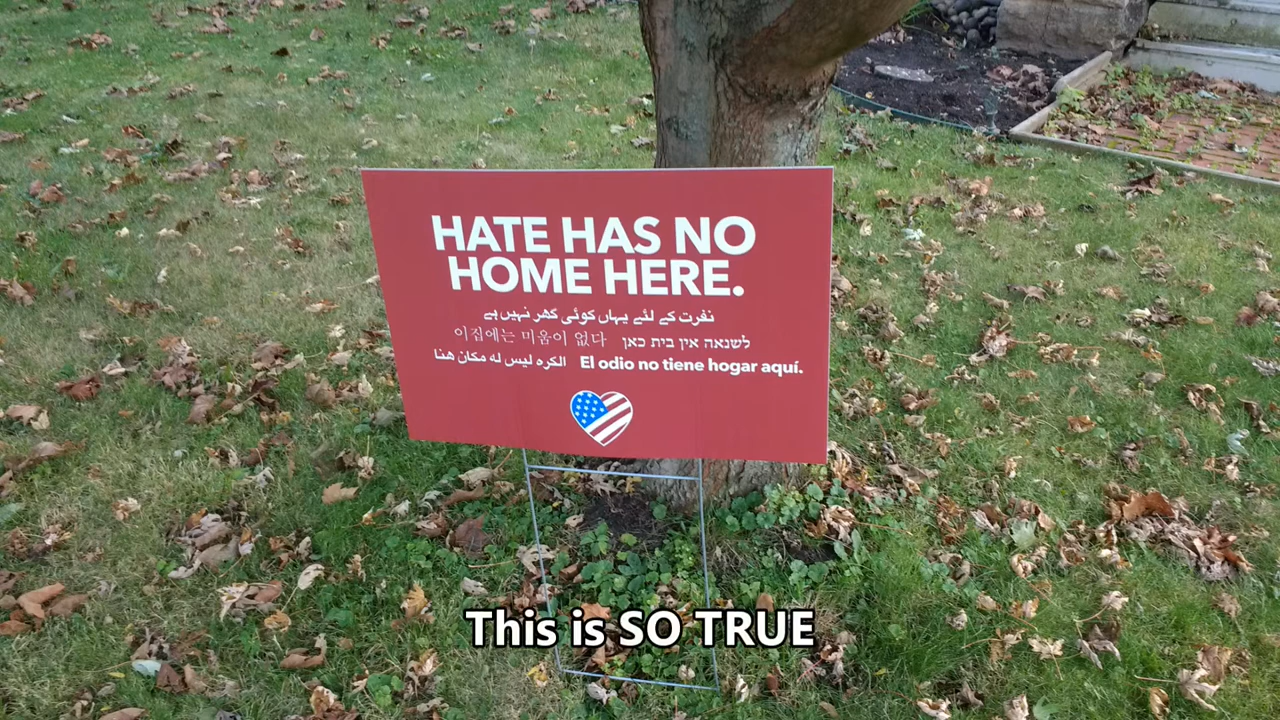 HATE HAS NO
HOME HERE.
نفرت کے لئے یہاں کوئی گھر نہیں ہے
이집에는 미움이 없다 לשנאה אין בית כאן
الكره ليس له مكان هنا El odio no tiene hogar aquí.
This is SO TRUE